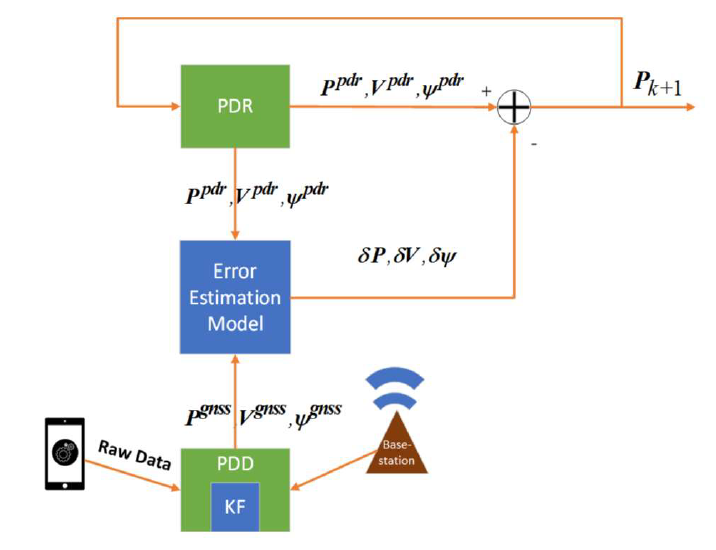 PDR
P^pdr,V^pdr,ψ^pdr
+
P_k+1
-
P^pdr,V^pdr,ψ^pdr
Error
Estimation
Model
δP,δV,δψ
P^gnss,V^gnss,ψ^gnss
Raw Data
PDD
KF
Base-
station